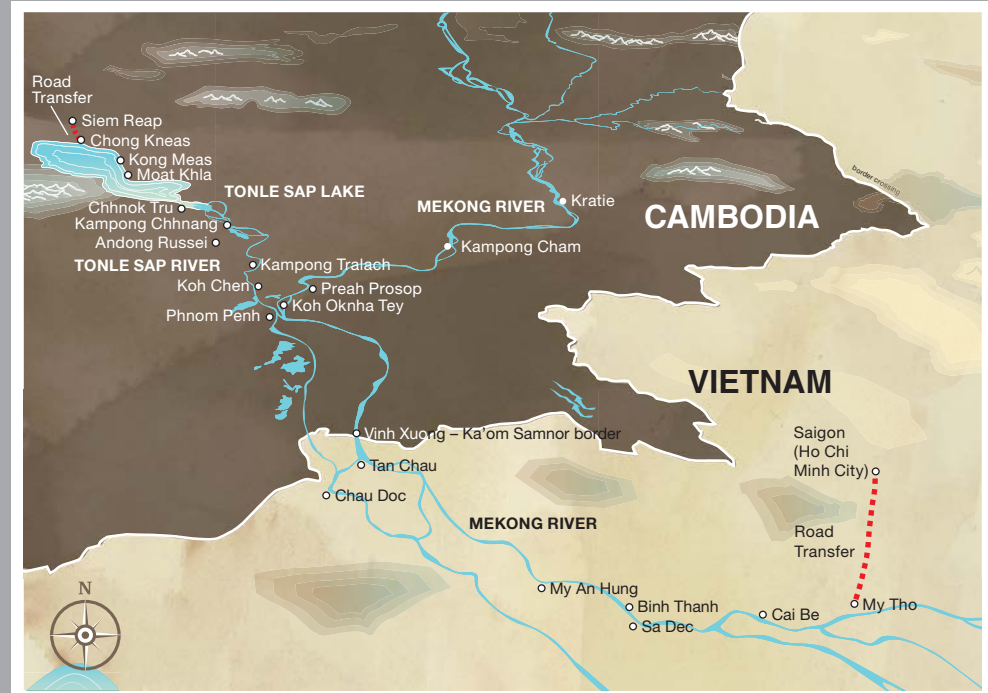 Road
Transfer
Siem Reap
Chong Kneas
Kong Meas
Moat Khla
TONLE SAP LAKE
Chhnok Tru
Kampong Chhnang
Andong Russei
TONLE SAP RIVER
Kampong Tralach
Koh Chen
Preah Prosop
Koh Oknha Tey
Phnom Penh
MEKONG RIVER
Kratie
Kampong Cham
CAMBODIA
border crossing
VIETNAM
Vinh Xuong – Ka’om Samnor border
Tan Chau
Chau Doc
MEKONG RIVER
Saigon
(Ho Chi
Minh City)
Road
Transfer
My An Hung
Binh Thanh
Sa Dec
Cai Be
My Tho
N